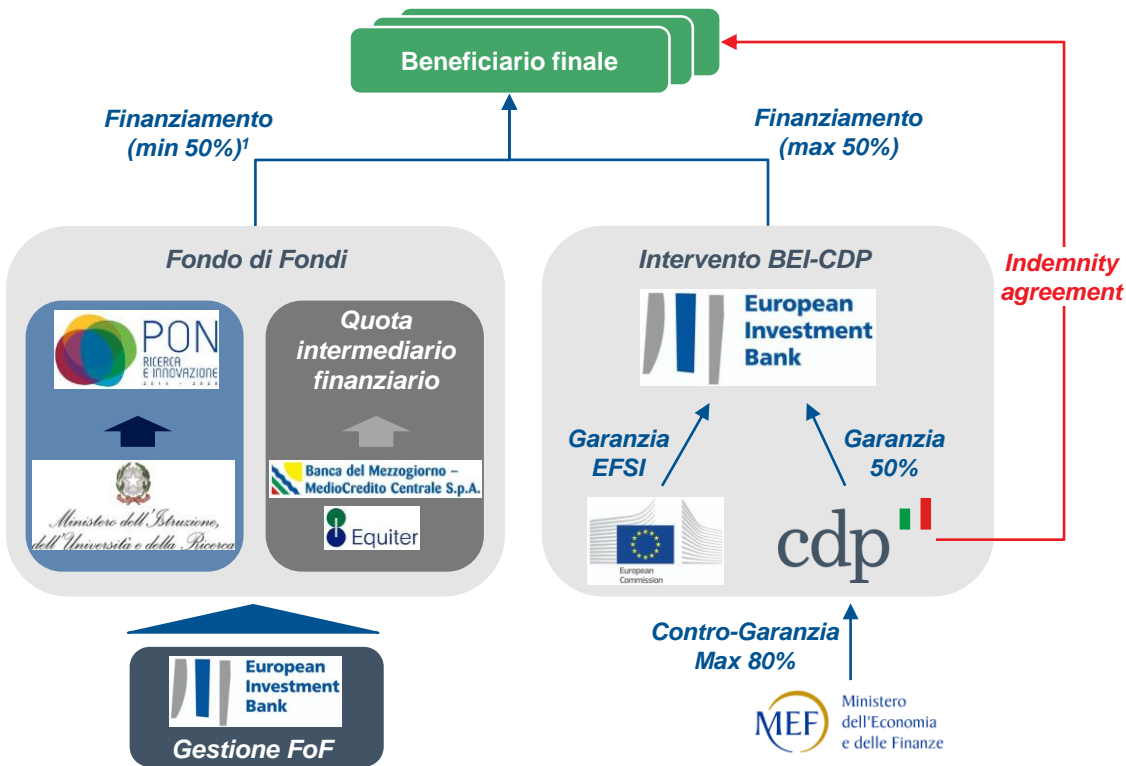 Beneficiario finale
Finanziamento
(min 50%)¹
Finanziamento
(max 50%)
Fondo di Fondi
PON
RICERCA
E INNOVAZIONE
2014 - 2020
Ministero dell'Istruzione,
dell'Università e della Ricerca
Quota
intermediario
finanziario
Banca del Mezzogiorno –
MedioCredito Centrale S.p.A.
Equiter
Intervento BEI-CDP
European
Investment
Bank
Garanzia
EFSI
Garanzia
50%
European
Commission
cdp
Indemnity
agreement
European
Investment
Bank
Gestione FoF
Contro-Garanzia
Max 80%
MEF
Ministero
dell'Economia
e delle Finanze